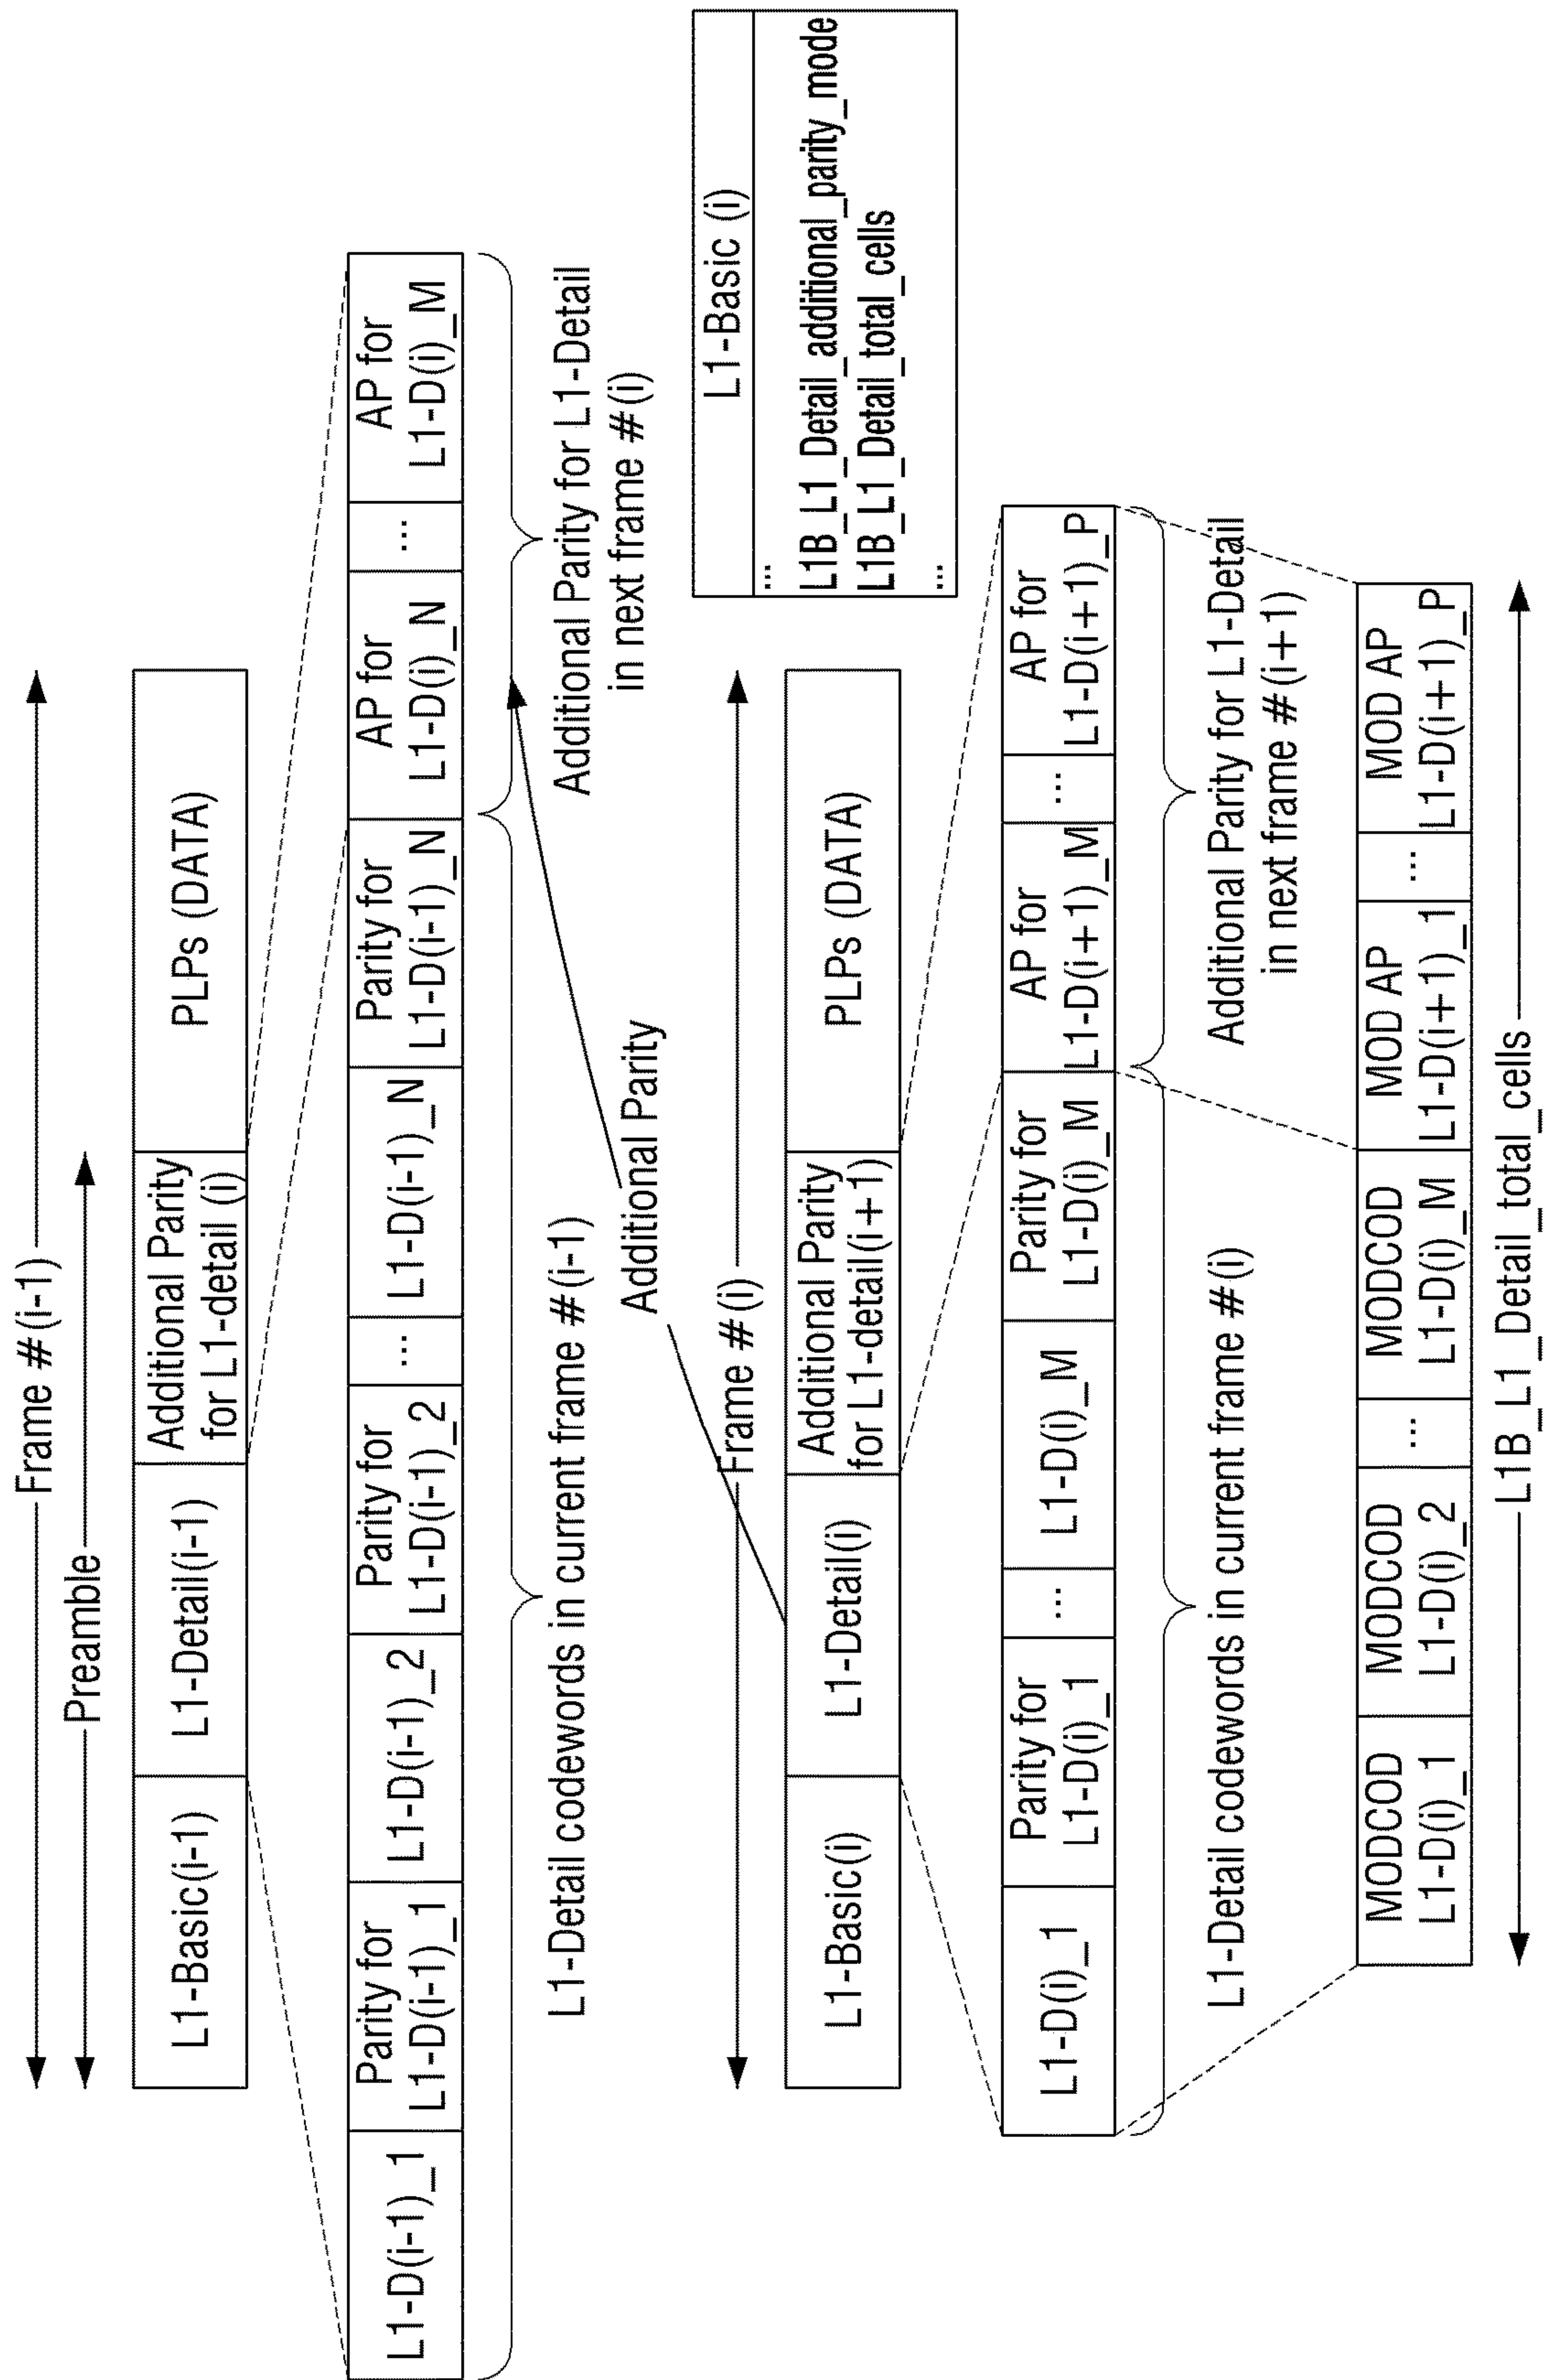 Frame #(i-1)
Preamble
L1-Basic(i-1)
L1-Detail(i-1)
Additional Parity
for L1-detail (i)
PLPs (DATA)
L1-D(i-1)_1
Parity for
L1-D(i-1)_1
L1-D(i-1)_2
Parity for
L1-D(i-1)_2
...
L1-D(i-1)_N
Parity for
L1-D(i-1)_N
AP for
L1-D(i)_N
...
AP for
L1-D(i)_M
L1-Detail codewords in current frame #(i-1)
Additional Parity for L1-Detail
in next frame #(i)
Additional Parity
L1-Basic (i)
...
L1B_L1_Detail_additional_parity_mode
L1B_L1_Detail_total_cells
...
Frame #(i)
L1-Basic(i)
L1-Detail(i)
Additional Parity
for L1-detail(i+1)
PLPs (DATA)
L1-D(i)_1
Parity for
L1-D(i)_1
...
L1-D(i)_M
Parity for
L1-D(i)_M
AP for
L1-D(i+1)_M
...
AP for
L1-D(i+1)_P
L1-Detail codewords in current frame #(i)
Additional Parity for L1-Detail
in next frame #(i+1)
MODCOD
L1-D(i)_1
MODCOD
L1-D(i)_2
...
MODCOD
L1-D(i)_M
MOD AP
L1-D(i+1)_1
...
MOD AP
L1-D(i+1)_P
L1B_L1_Detail_total_cells